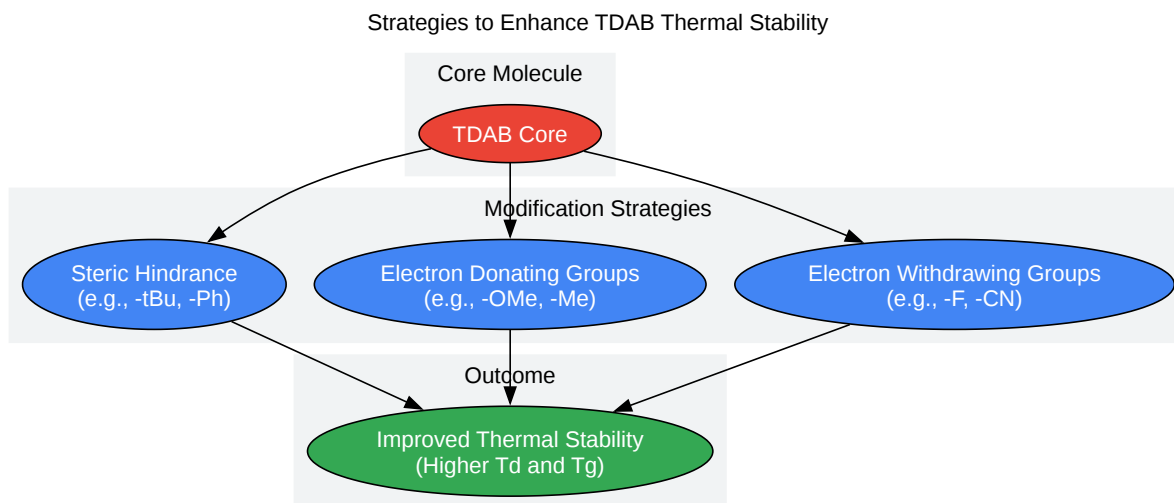 Strategies to Enhance TDAB Thermal Stability
Core Molecule
TDAB Core
Modification Strategies
Steric Hindrance
(e.g., -tBu, -Ph)
Electron Donating Groups
(e.g., -OMe, -Me)
Electron Withdrawing Groups
(e.g., -F, -CN)
Outcome
Improved Thermal Stability
(Higher Td and Tg)